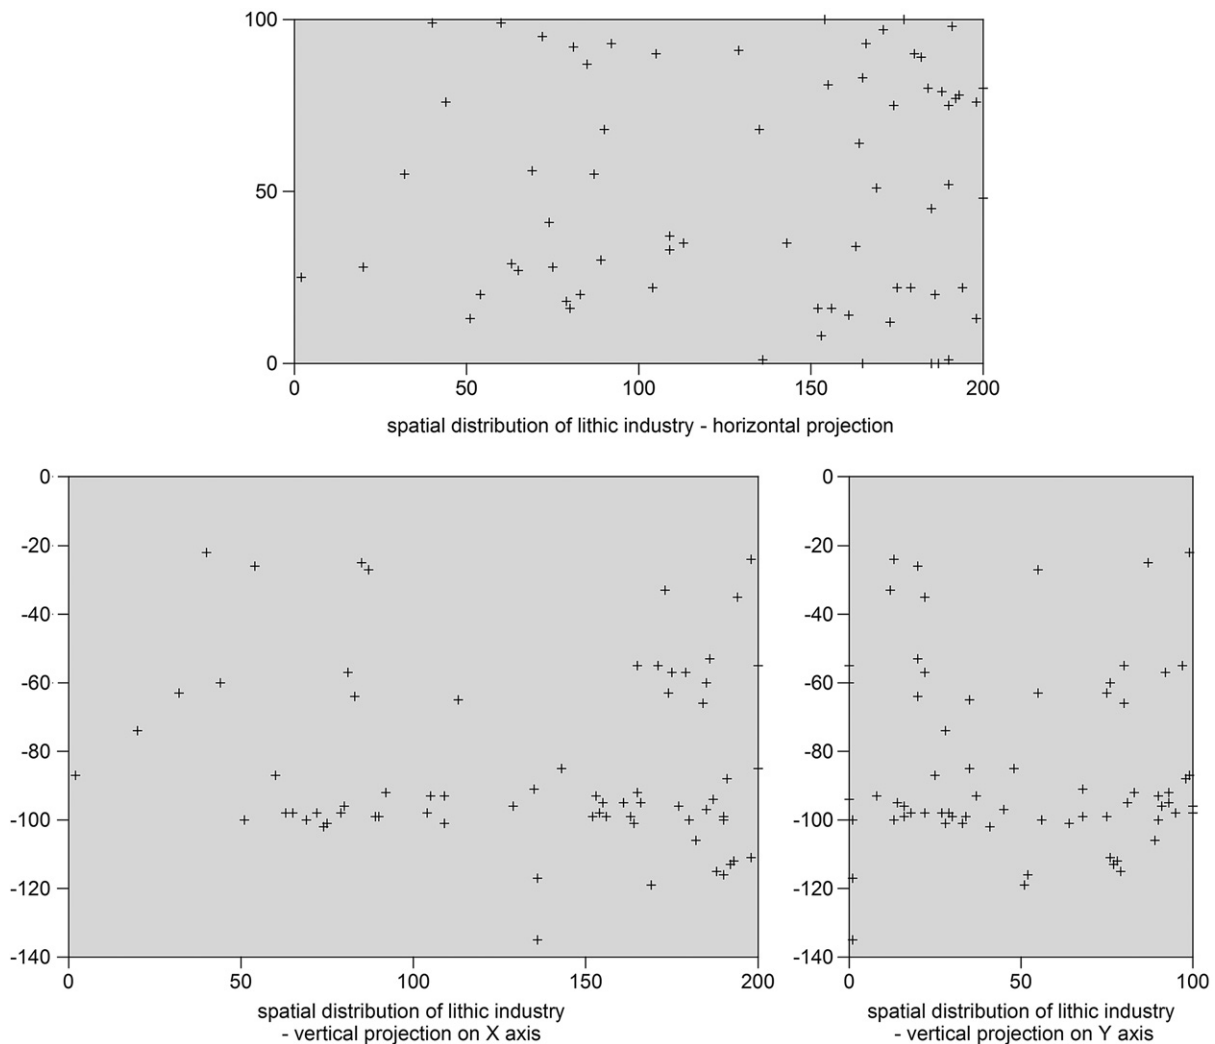 100
50
0
0 50 100 150 200
spatial distribution of lithic industry - horizontal projection
0
-20
-40
-60
-80
-100
-120
-140
0 50 100 150 200
spatial distribution of lithic industry
- vertical projection on X axis
0
-20
-40
-60
-80
-100
-120
-140
0 50 100
spatial distribution of lithic industry
- vertical projection on Y axis